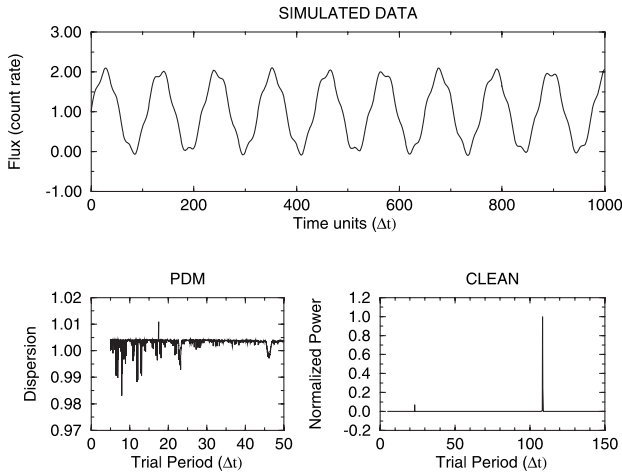 SIMULATED DATA
Flux (count rate)
3.00
2.00
1.00
0.00
-1.00
0 200 400 600 800 1000
Time units (Δt)
PDM
Dispersion
1.02
1.01
1.00
0.99
0.98
0.97
0 10 20 30 40 50
Trial Period (Δt)
CLEAN
Normalized Power
1.2
1.0
0.8
0.6
0.4
0.2
0.0
-0.2
0 50 100 150
Trial Period (Δt)